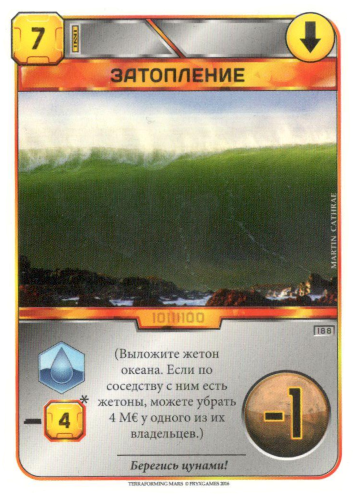 7
ЗАТОПЛЕНИЕ
MARTIN CATHRAE
1011100
188
(Выложите жетон
океана. Если по
соседству с ним есть
жетоны, можете убрать
4 М€ у одного из их
владельцев.)
- 4 *
-1
Берегись цунами!
TERRAFORMING MARS © FRYXGAMES 2016